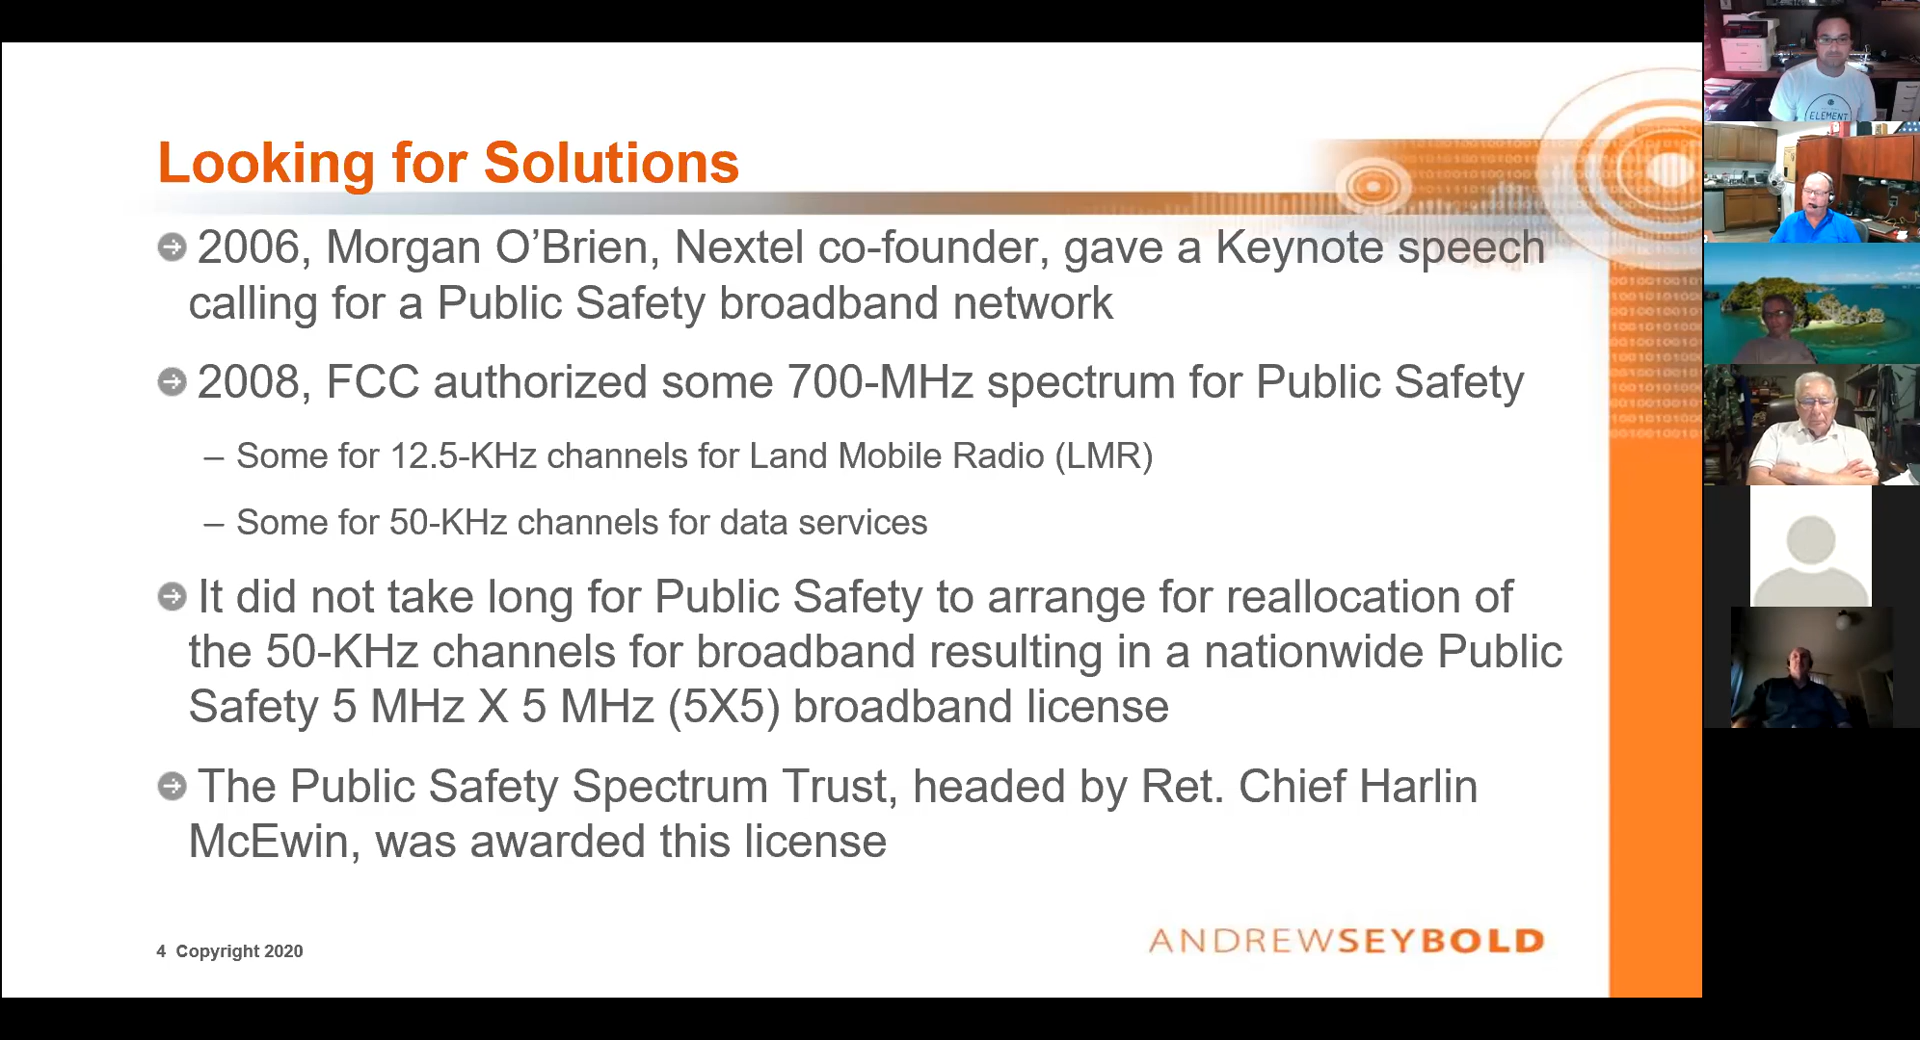 Looking for Solutions
2006, Morgan O’Brien, Nextel co-founder, gave a Keynote speech
calling for a Public Safety broadband network
2008, FCC authorized some 700-MHz spectrum for Public Safety
– Some for 12.5-KHz channels for Land Mobile Radio (LMR)
– Some for 50-KHz channels for data services
It did not take long for Public Safety to arrange for reallocation of
the 50-KHz channels for broadband resulting in a nationwide Public
Safety 5 MHz X 5 MHz (5X5) broadband license
The Public Safety Spectrum Trust, headed by Ret. Chief Harlin
McEwin, was awarded this license
4 Copyright 2020
ANDREWSEYBOLD
ELEMENT